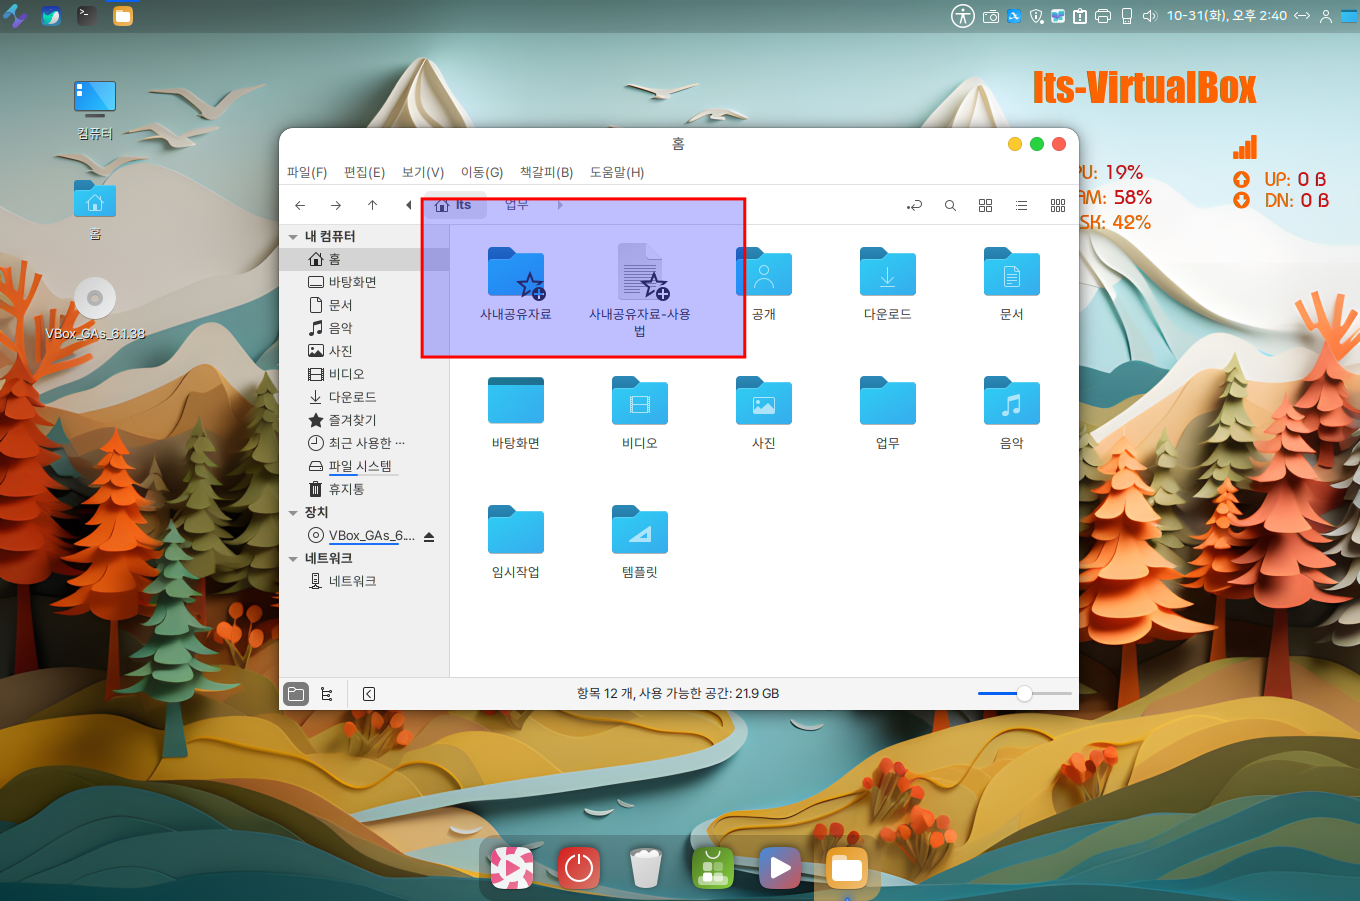 10-31(화), 오후 2:40
Its-VirtualBox
컴퓨터
홈
파일(F) 편집(E) 보기(V) 이동(G) 책갈피(B) 도움말(H)
PU: 19%
AM: 58%
SK: 42%
UP: 0 B
DN: 0 B
Its 업무
홈
VBox_GAs_6.1.38
내 컴퓨터
홈
바탕화면
문서
음악
사진
비디오
다운로드
즐겨찾기
최근 사용한 ...
파일 시스템
휴지통
장치
VBox_GAs_6....
네트워크
네트워크
사내공유자료
사내공유자료-사용
법
공개
다운로드
문서
바탕화면
비디오
사진
업무
음악
임시작업
템플릿
항목 12 개, 사용 가능한 공간: 21.9 GB